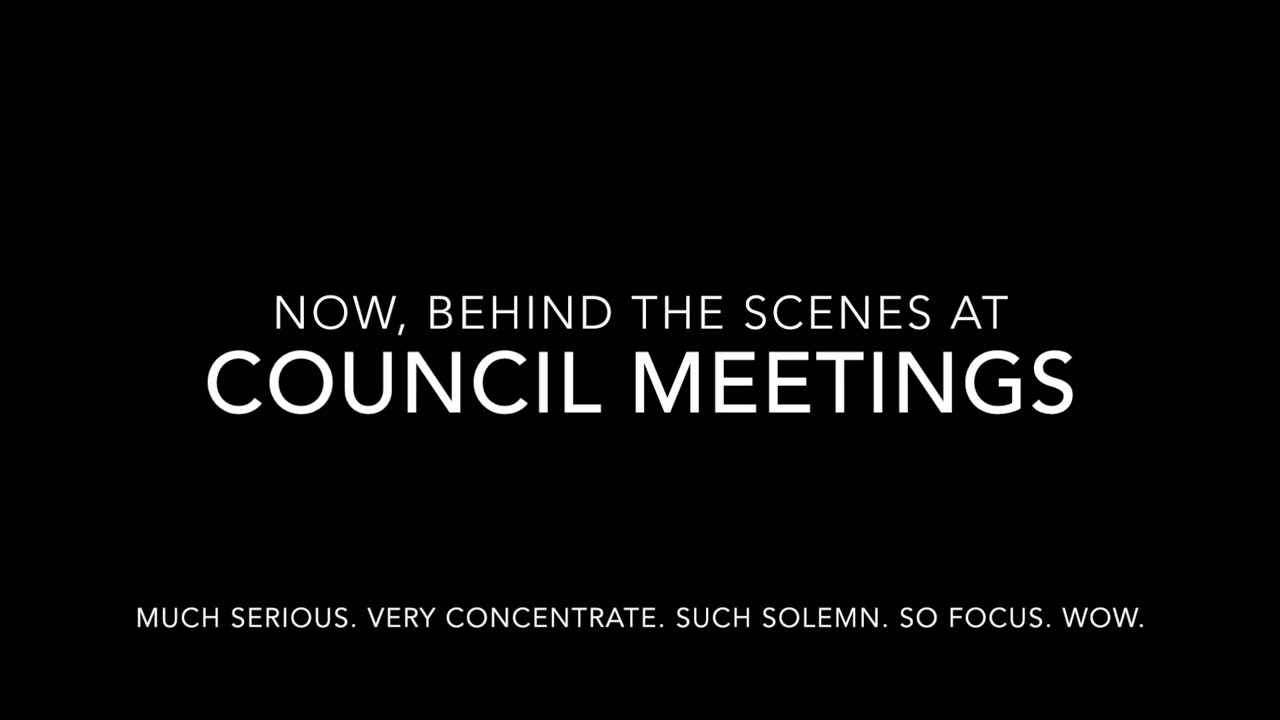 NOW, BEHIND THE SCENES AT
COUNCIL MEETINGS
MUCH SERIOUS. VERY CONCENTRATE. SUCH SOLEMN. SO FOCUS. WOW.